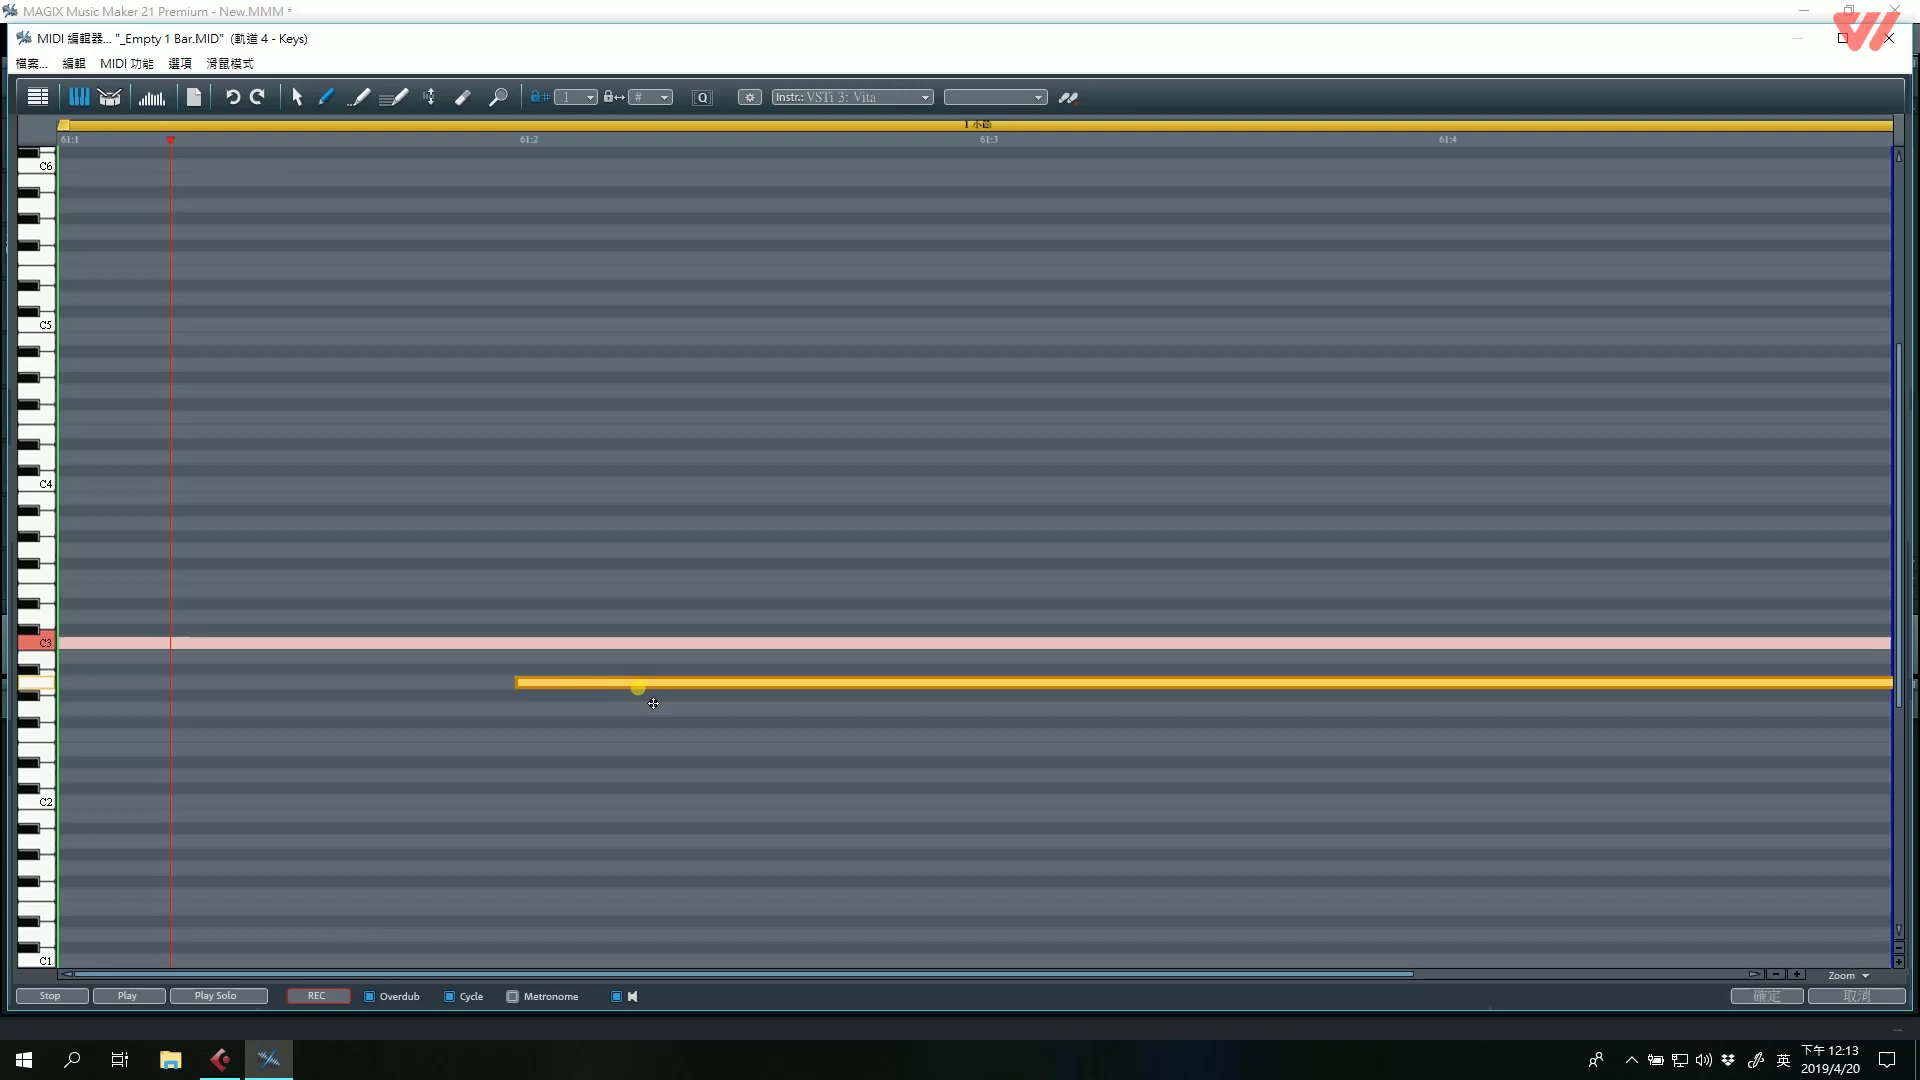 MAGIX Music Maker 21 Premium - New.MMM *
MIDI 編輯器... "_Empty 1 Bar.MID" (軌道 4 - Keys)
檔案... 編輯 MIDI 功能 選項 滑鼠模式
# 1 # Q Instr.: VSTi 3: Vita
1 小節
61:1 61:2 61:3 61:4
C6
C5
C4
C3
C2
C1
Zoom
Stop Play Play Solo REC Overdub Cycle Metronome 確定 取消
英 下午 12:13
2019/4/20